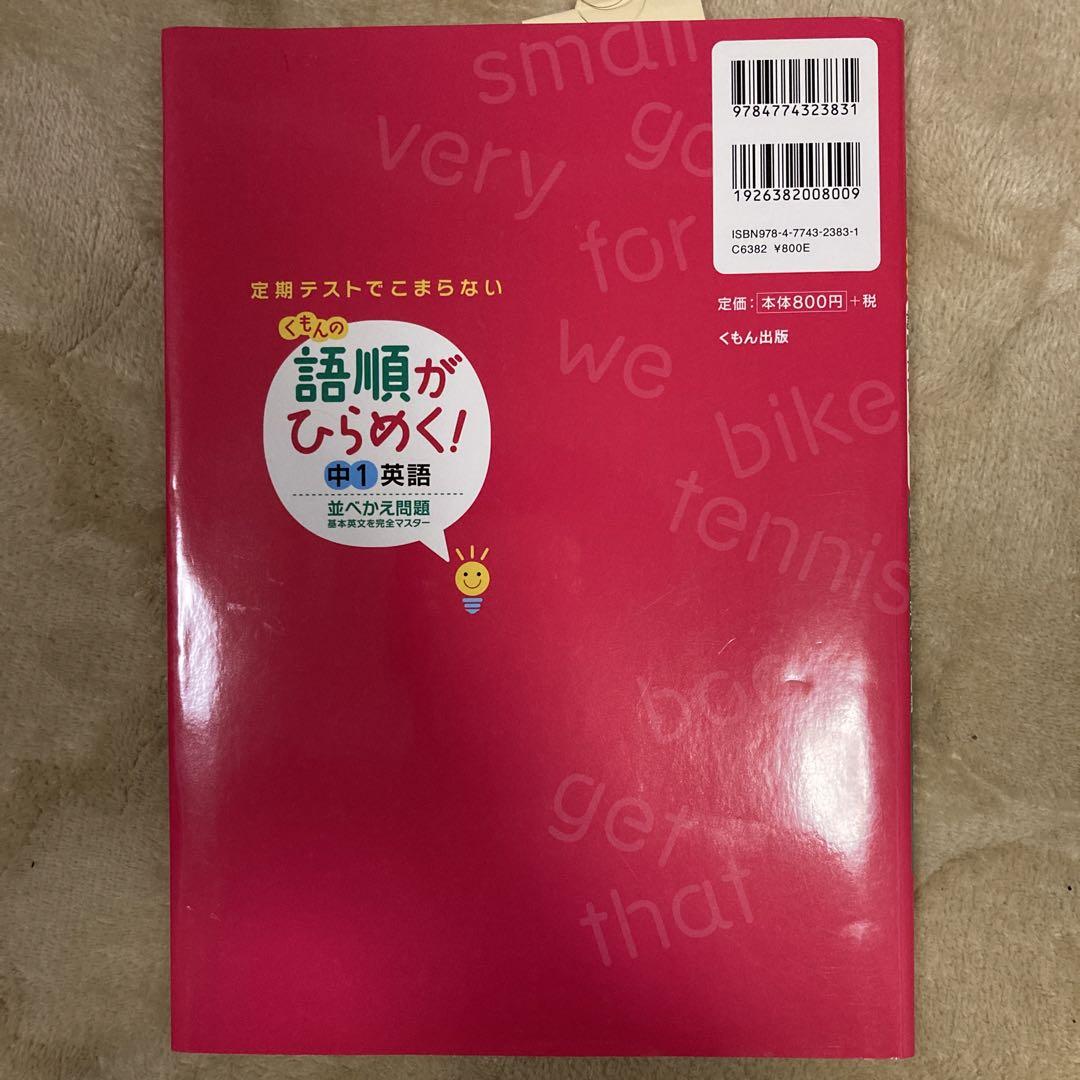 small
go
very
for
we
bike
tennis
get
that
9784774323831
1926382008009
ISBN978-4-7743-2383-1
C6382 ¥800E
定価：本体800円＋税
くもん出版
定期テストでこまらない
くもんの
語順が
ひらめく!
中1英語
並べかえ問題
基本英文を完全マスター